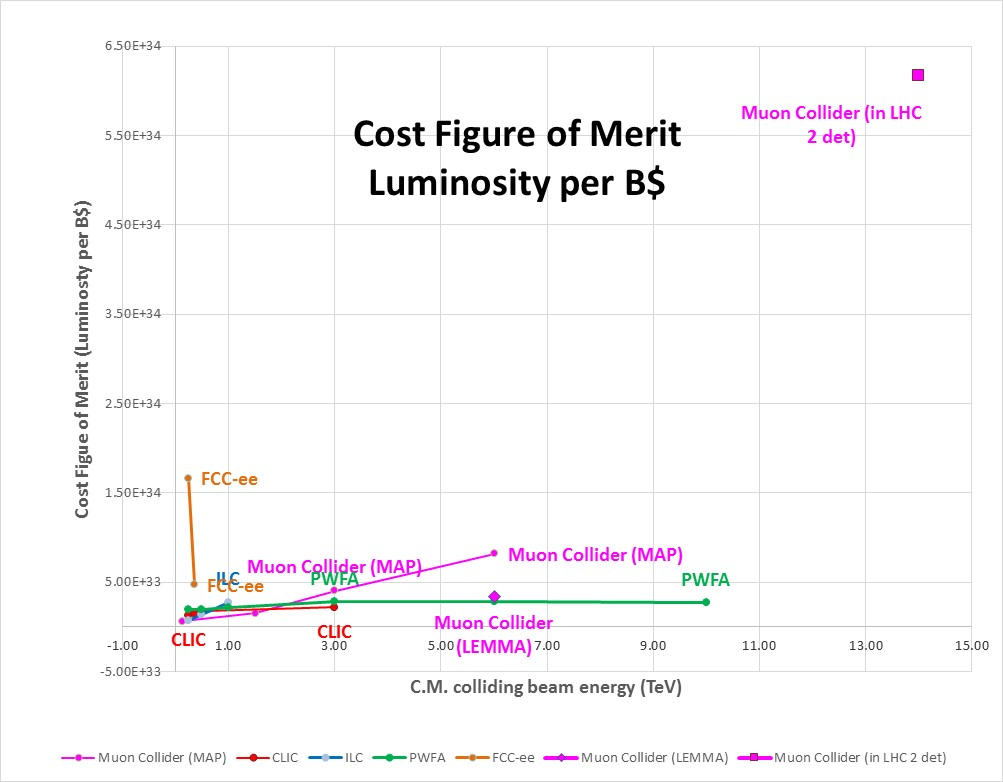 6.50E+34
5.50E+34
4.50E+34
3.50E+34
2.50E+34
1.50E+34
5.00E+33
-5.00E+33
Cost Figue of Merit (Luminosty per B$)
Cost Figure of Merit
Luminosity per B$
Muon Collider (in LHC
2 det)
FCC-ee
Muon Collider (MAP)
Muon Collider (MAP)
ILC
FCC-ee
PWFA
PWFA
CLIC
CLIC
Muon Collider
(LEMMA)
-1.00 1.00 3.00 5.00 7.00 9.00 11.00 13.00 15.00
C.M. colliding beam energy (TeV)
Muon Collider (MAP) CLIC ILC PWFA FCC-ee Muon Collider (LEMMA) Muon Collider (in LHC 2 det)